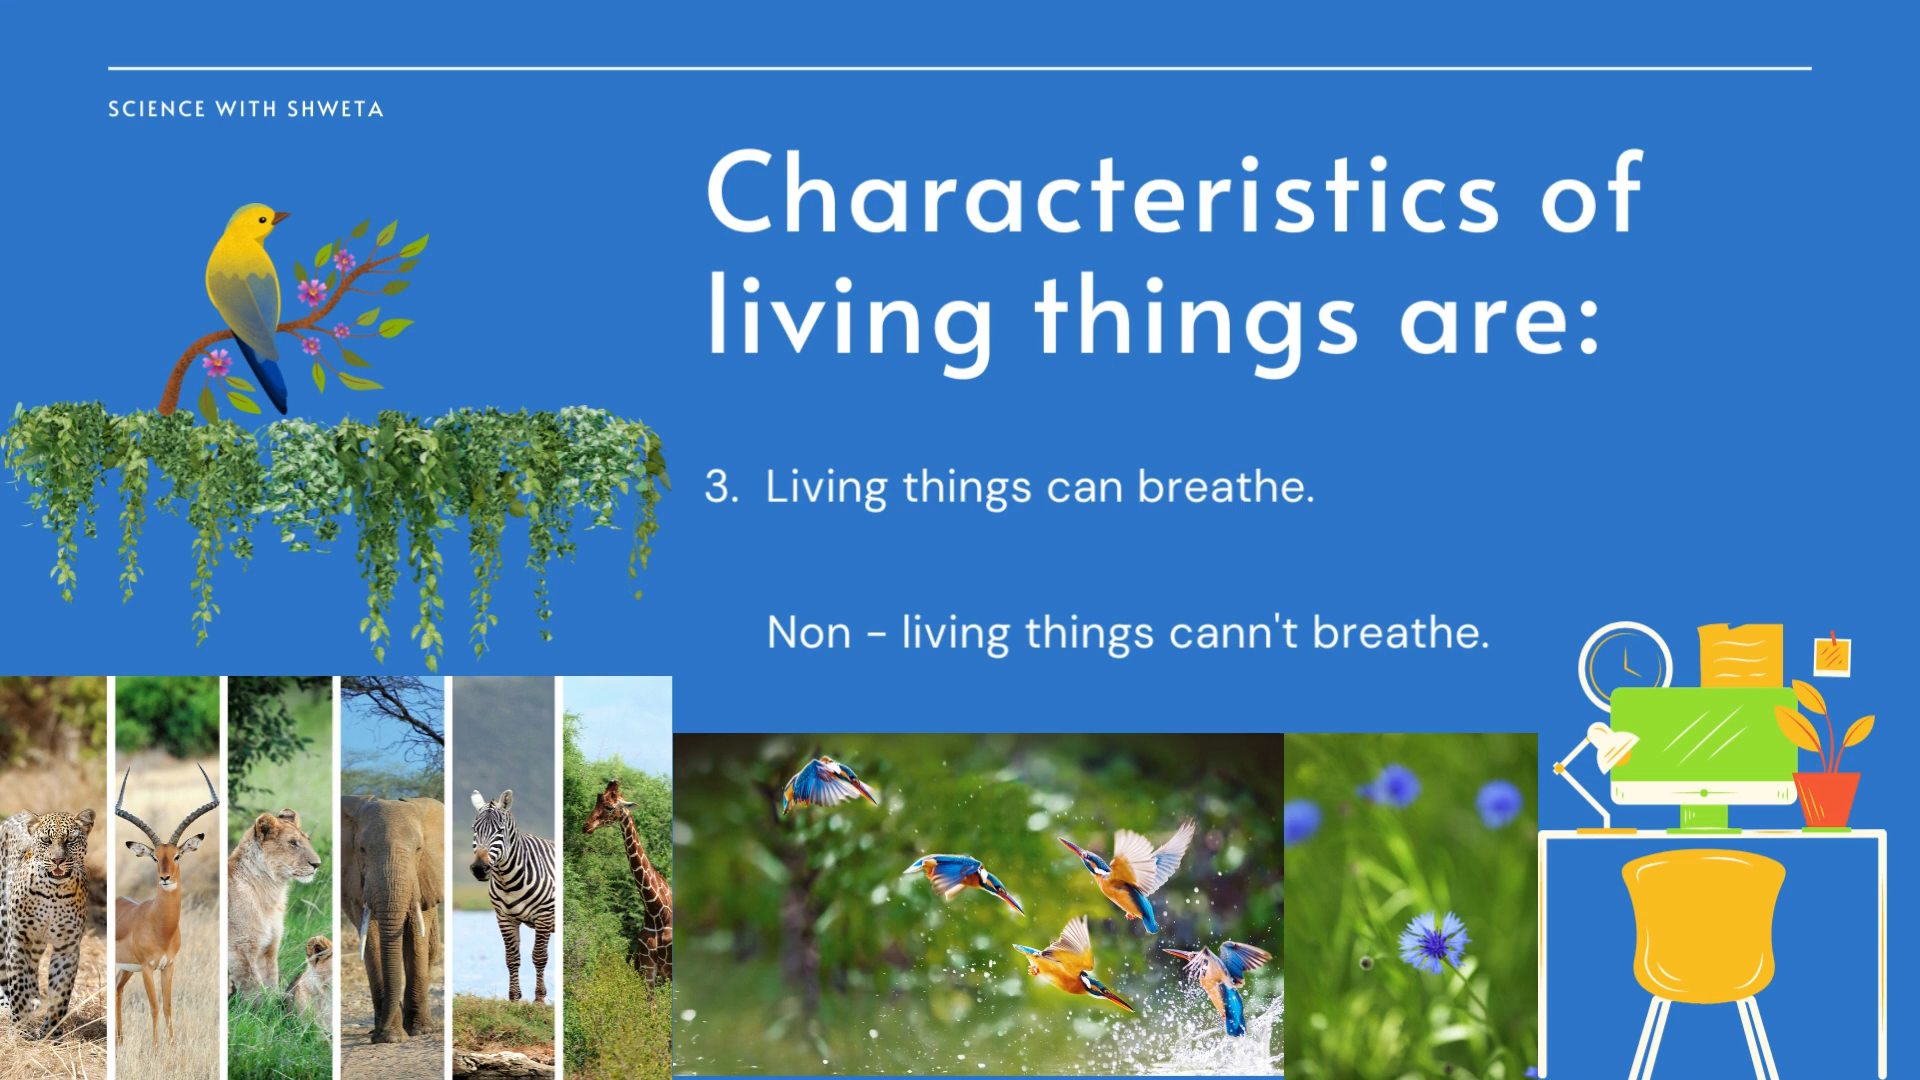 SCIENCE WITH SHWETA
Characteristics of
living things are:
3. Living things can breathe.
Non - living things cann't breathe.